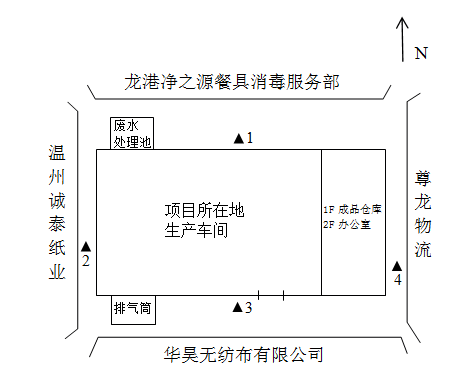 N
龙港净之源餐具消毒服务部
废水
处理池
▲1
温州诚泰纸业
项目所在地
生产车间
1F 成品仓库
2F 办公室
尊龙物流
▲
2
▲
4
排气筒
▲3
华昊无纺布有限公司